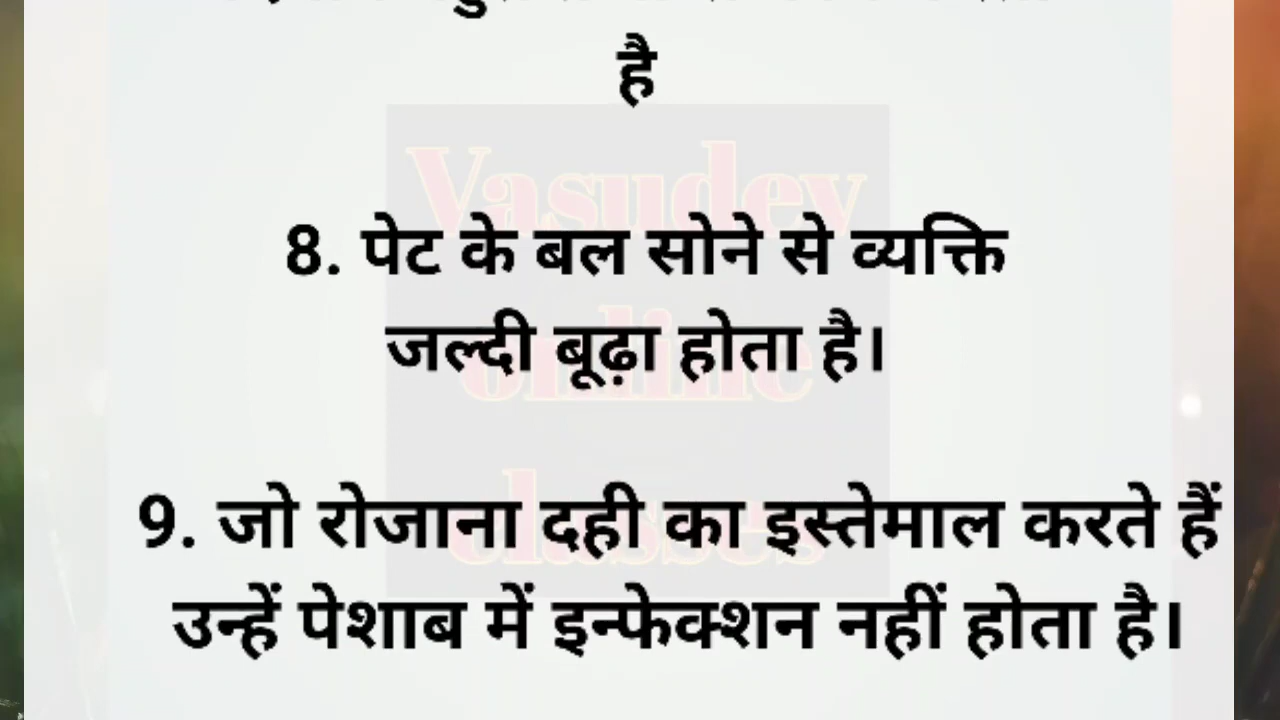 है
Vasudev
8. पेट के बल सोने से व्यक्ति
online
जल्दी बूढ़ा होता है।
classes
9. जो रोजाना दही का इस्तेमाल करते हैं
उन्हें पेशाब में इन्फेक्शन नहीं होता है।